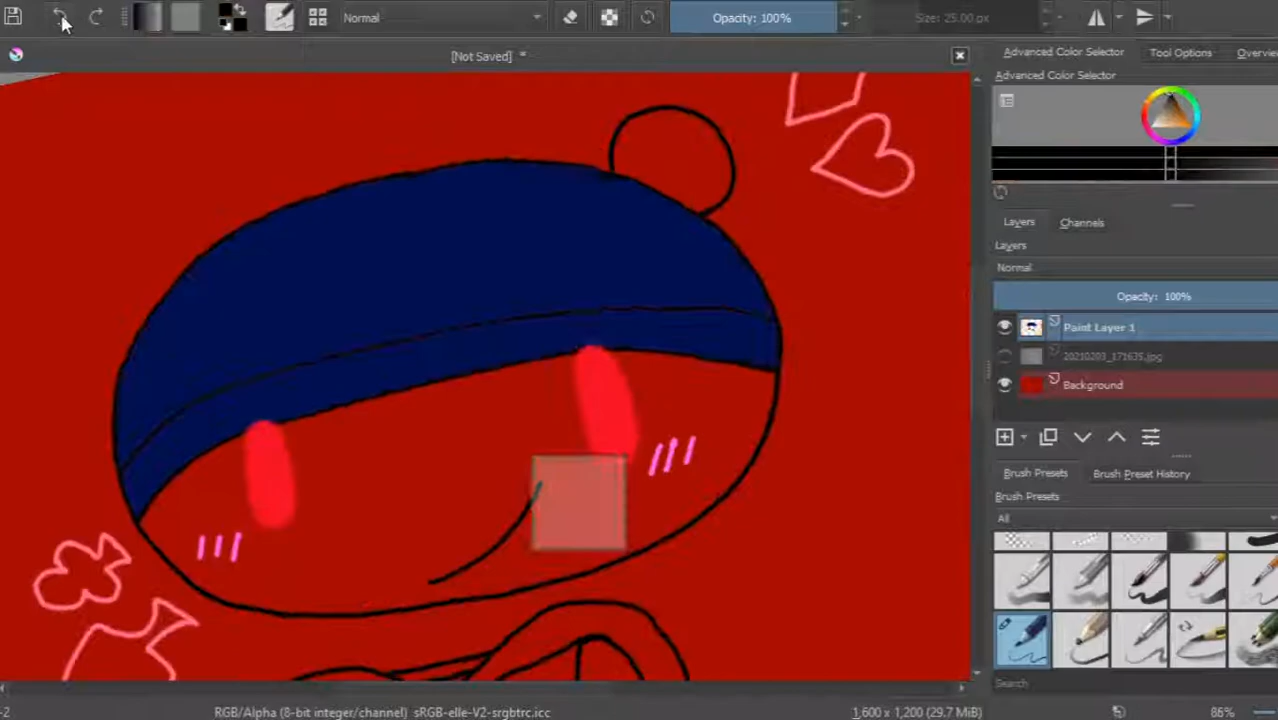 Normal
Opacity: 100%
Size: 25.00 px
[Not Saved] *
Advanced Color Selector
Tool Options
Overvie
Advanced Color Selector
Layers
Channels
Layers
Normal
Opacity: 100%
Paint Layer 1
20210203_171635.jpg
Background
Brush Presets
Brush Preset History
Brush Presets
All
Search
-2
RGB/Alpha (8-bit integer/channel) sRGB-elle-V2-srgbtrc.icc
1,600 x 1,200 (29.7 MiB)
86%